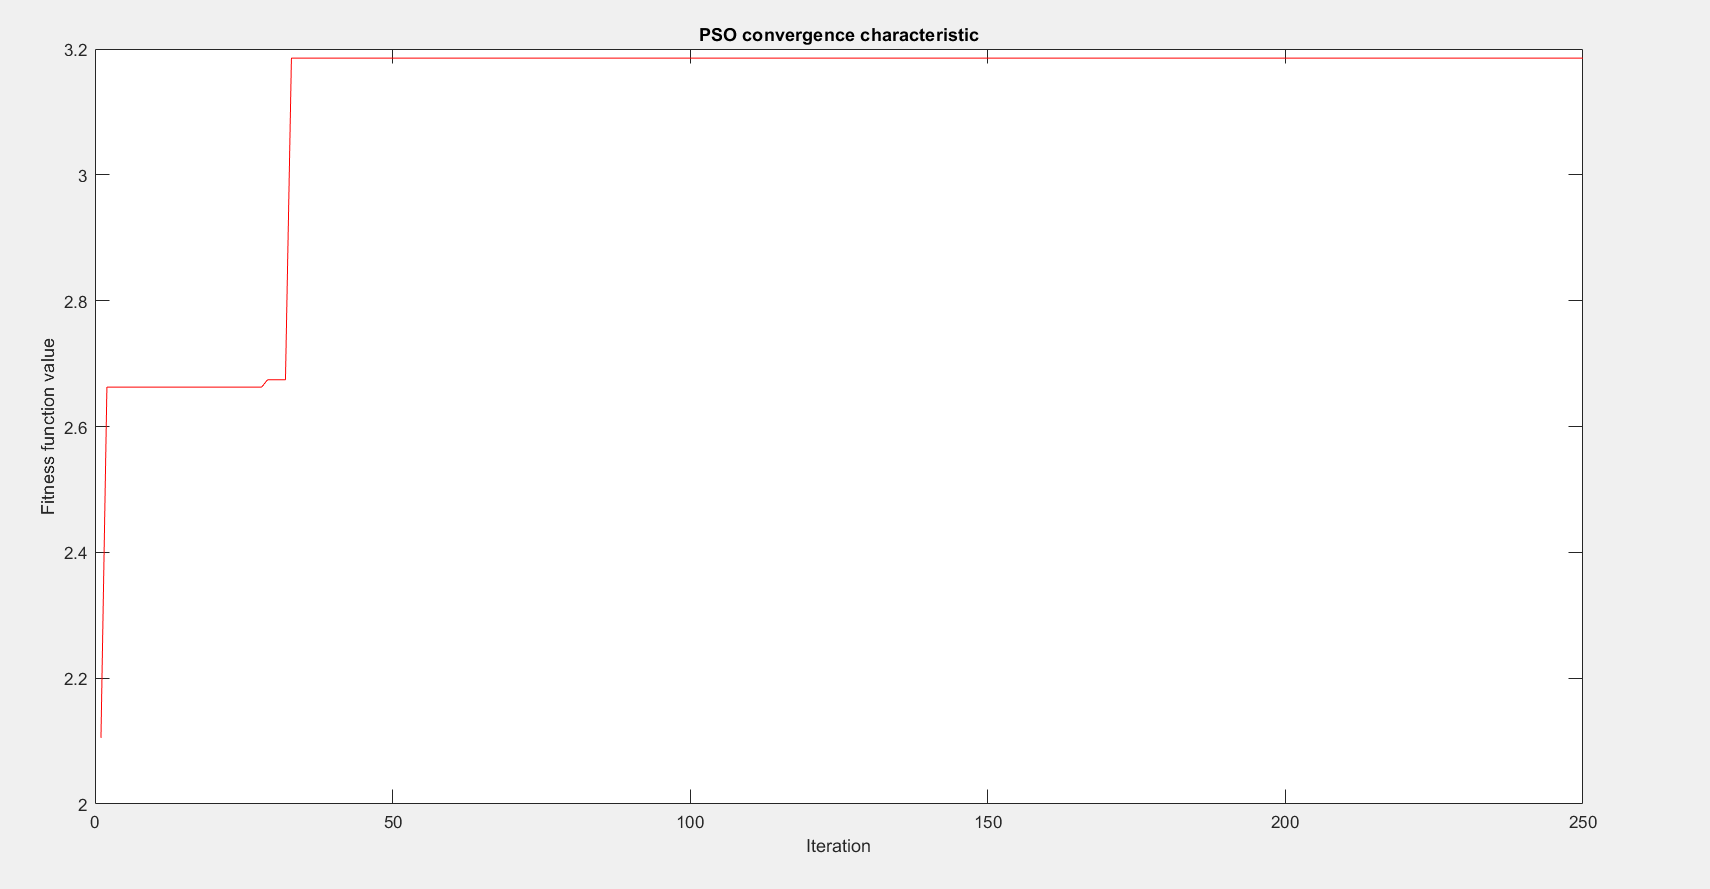 PSO convergence characteristic
3.2
3
2.8
2.6
2.4
2.2
2
Fitness function value
0 50 100 150 200 250
Iteration